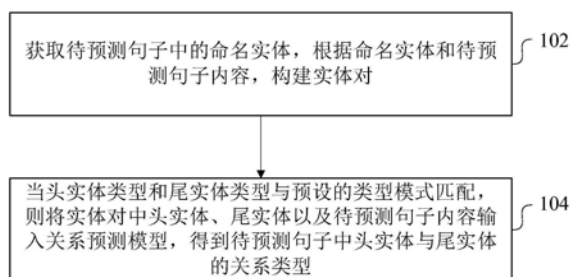 获取待预测句子中的命名实体，根据命名实体和待预
测句子内容，构建实体对
102
当头实体类型和尾实体类型与预设的类型模式匹配，
则将实体对中头实体、尾实体以及待预测句子内容输
入关系预测模型，得到待预测句子中头实体与尾实体
的关系类型
104